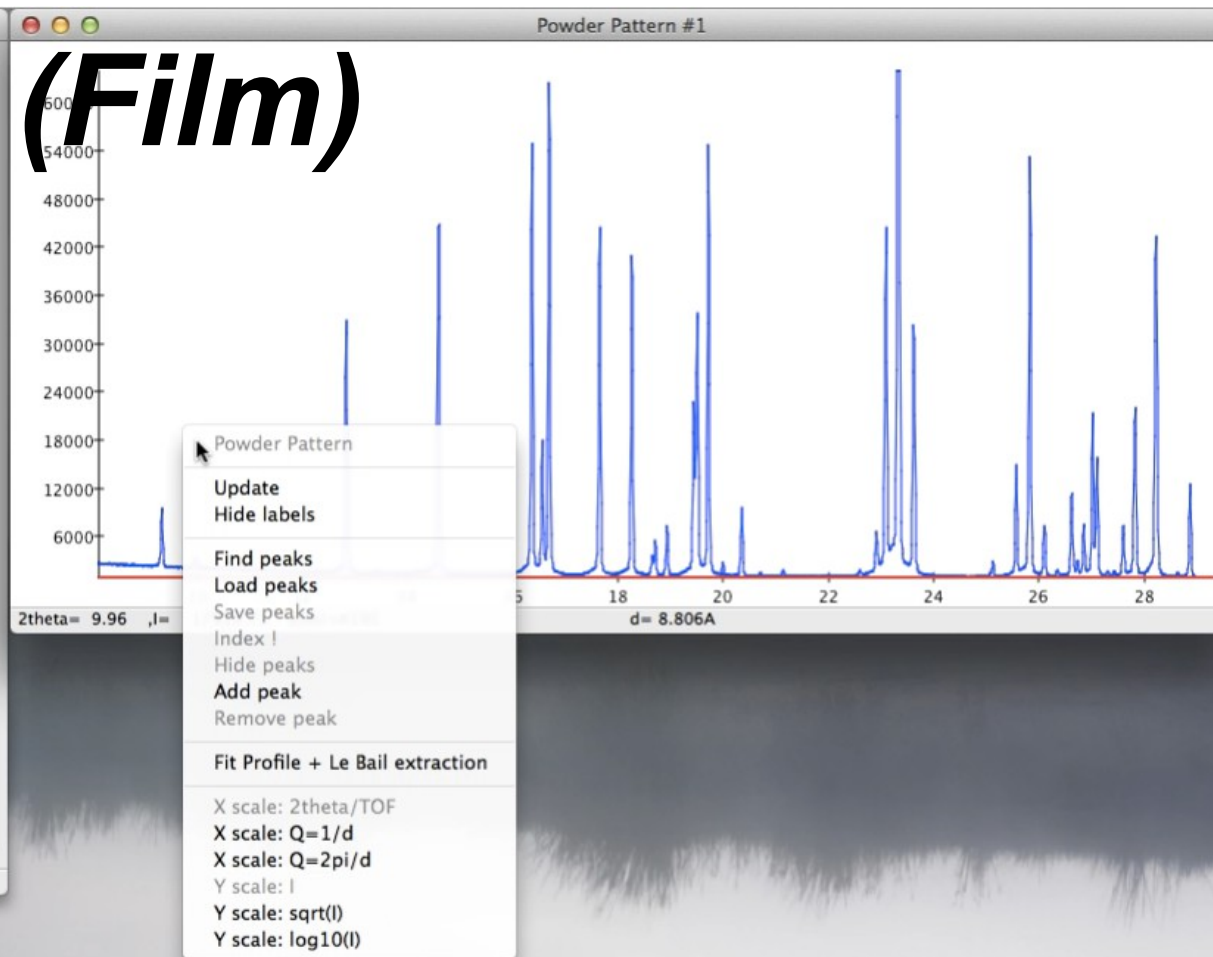 Powder Pattern #1
(Film)
54000
48000
42000
36000
30000
24000
18000
12000
6000
18
20
22
24
26
28
2theta= 9.96 ,I=
d= 8.806A
Powder Pattern
Update
Hide labels
Find peaks
Load peaks
Save peaks
Index !
Hide peaks
Add peak
Remove peak
Fit Profile + Le Bail extraction
X scale: 2theta/TOF
X scale: Q=1/d
X scale: Q=2pi/d
Y scale: I
Y scale: sqrt(I)
Y scale: log10(I)